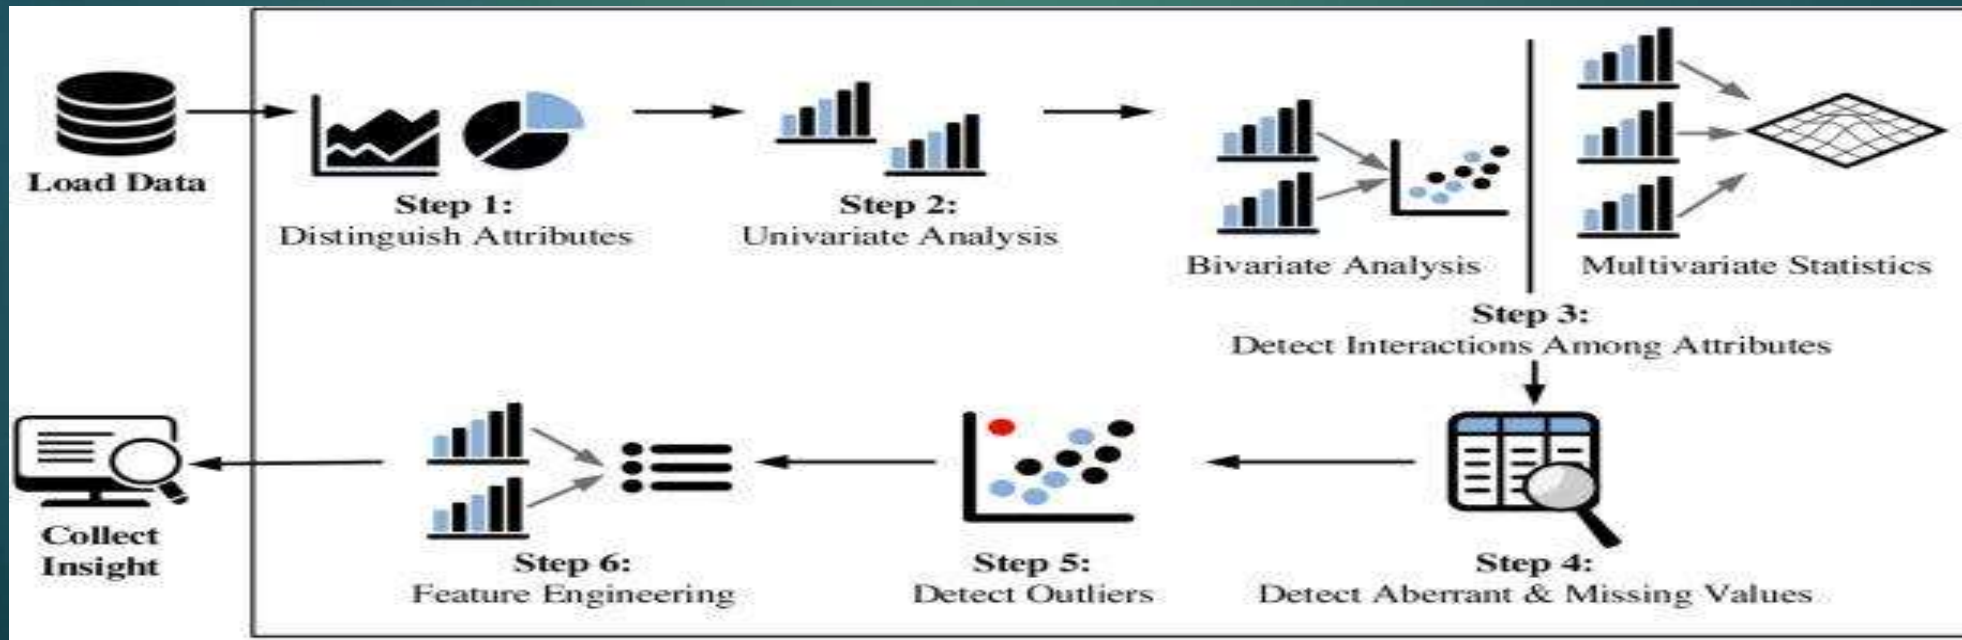 Load Data
Step 1:
Distinguish Attributes
Step 2:
Univariate Analysis
Bivariate Analysis
Multivariate Statistics
Step 3:
Detect Interactions Among Attributes
Step 4:
Detect Aberrant & Missing Values
Step 5:
Detect Outliers
Step 6:
Feature Engineering
Collect
Insight